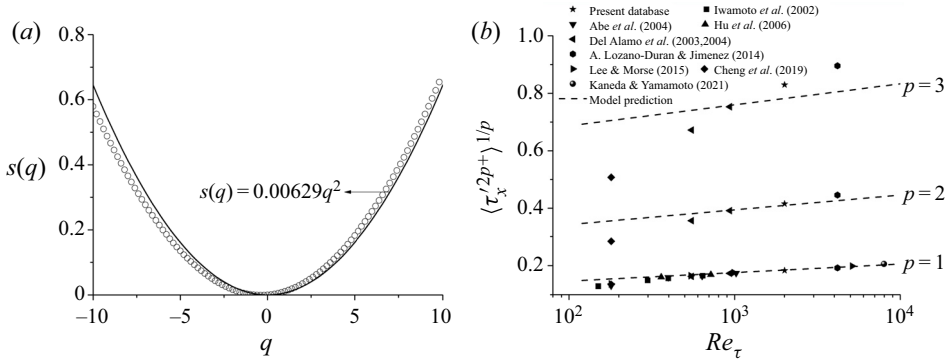 (a)
0.8
0.6
0.4
0.2
0
s(q)
s(q) = 0.00629q²
−10
−5
0
5
10
q
(b)
Present database
Iwamoto et al. (2002)
Abe et al. (2004)
Hu et al. (2006)
Del Alamo et al. (2003,2004)
A. Lozano-Duran & Jimenez (2014)
Lee & Morse (2015)
Cheng et al. (2019)
Kaneda & Yamamoto (2021)
Model prediction
1.0
0.8
0.6
0.4
0.2
⟨τ′ₓ²ᵖ⁺⟩¹/ᵖ
p = 3
p = 2
p = 1
10²
10³
10⁴
Reτ